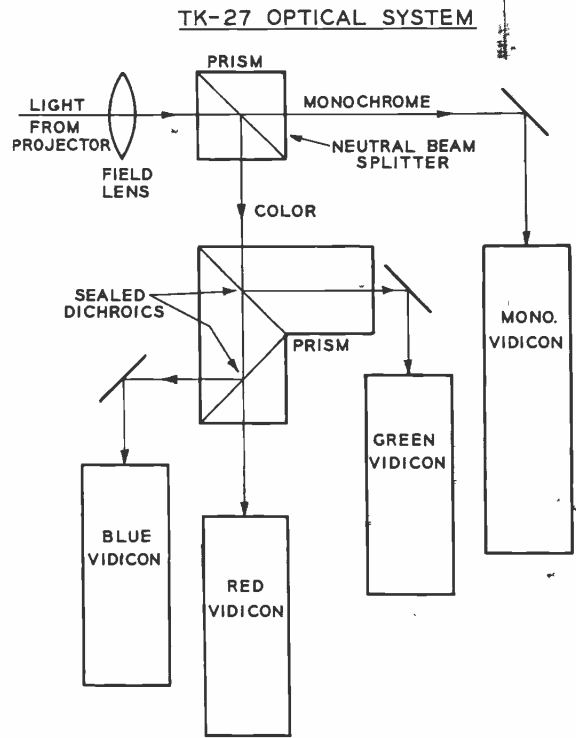 TK-27 OPTICAL SYSTEM
PRISM
LIGHT
FROM
PROJECTOR
FIELD
LENS
MONOCHROME
NEUTRAL BEAM
SPLITTER
COLOR
SEALED
DICHROICS
PRISM
MONO.
VIDICON
GREEN
VIDICON
BLUE
VIDICON
RED
VIDICON